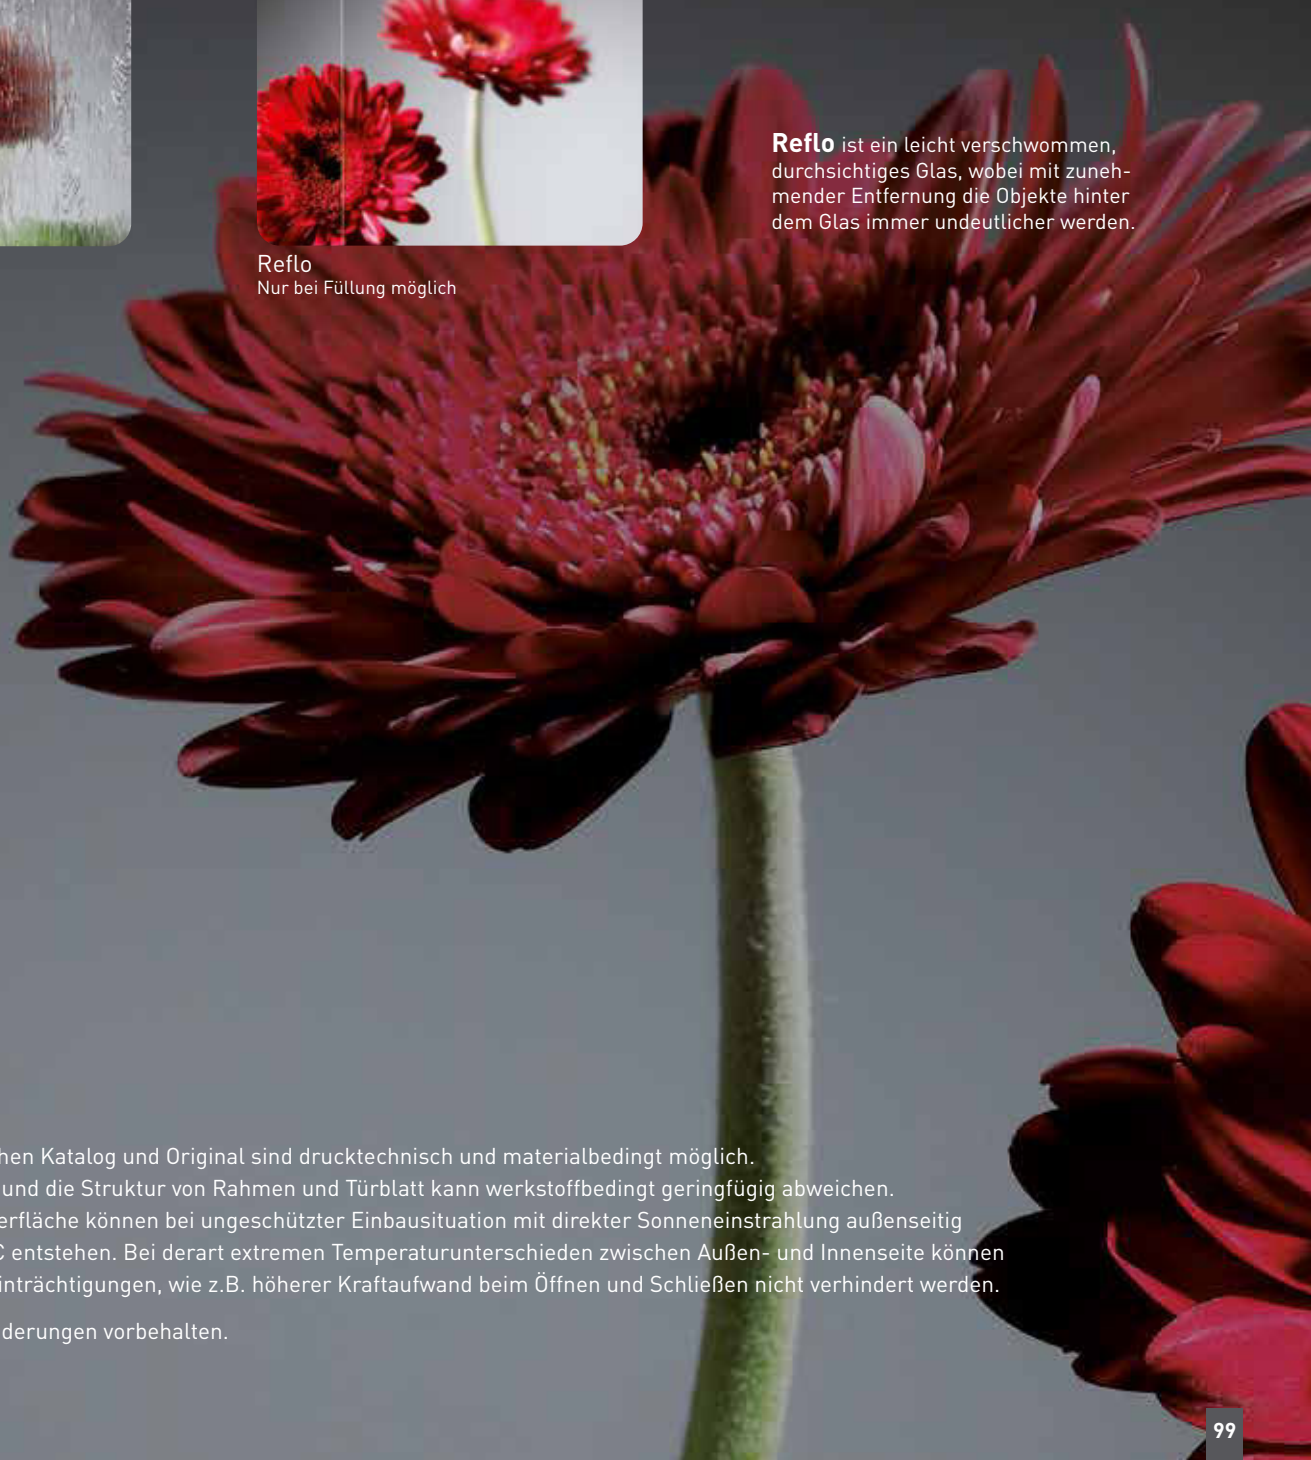 Reflo ist ein leicht verschwommen,
durchsichtiges Glas, wobei mit zuneh-
mender Entfernung die Objekte hinter
dem Glas immer undeutlicher werden.
Reflo
Nur bei Füllung möglich
hen Katalog und Original sind drucktechnisch und materialbedingt möglich.
und die Struktur von Rahmen und Türblatt kann werkstoffbedingt geringfügig abweichen.
erfläche können bei ungeschützter Einbausituation mit direkter Sonneneinstrahlung außenseitig
C entstehen. Bei derart extremen Temperaturunterschieden zwischen Außen- und Innenseite können
inträchtigungen, wie z.B. höherer Kraftaufwand beim Öffnen und Schließen nicht verhindert werden.
derungen vorbehalten.
99